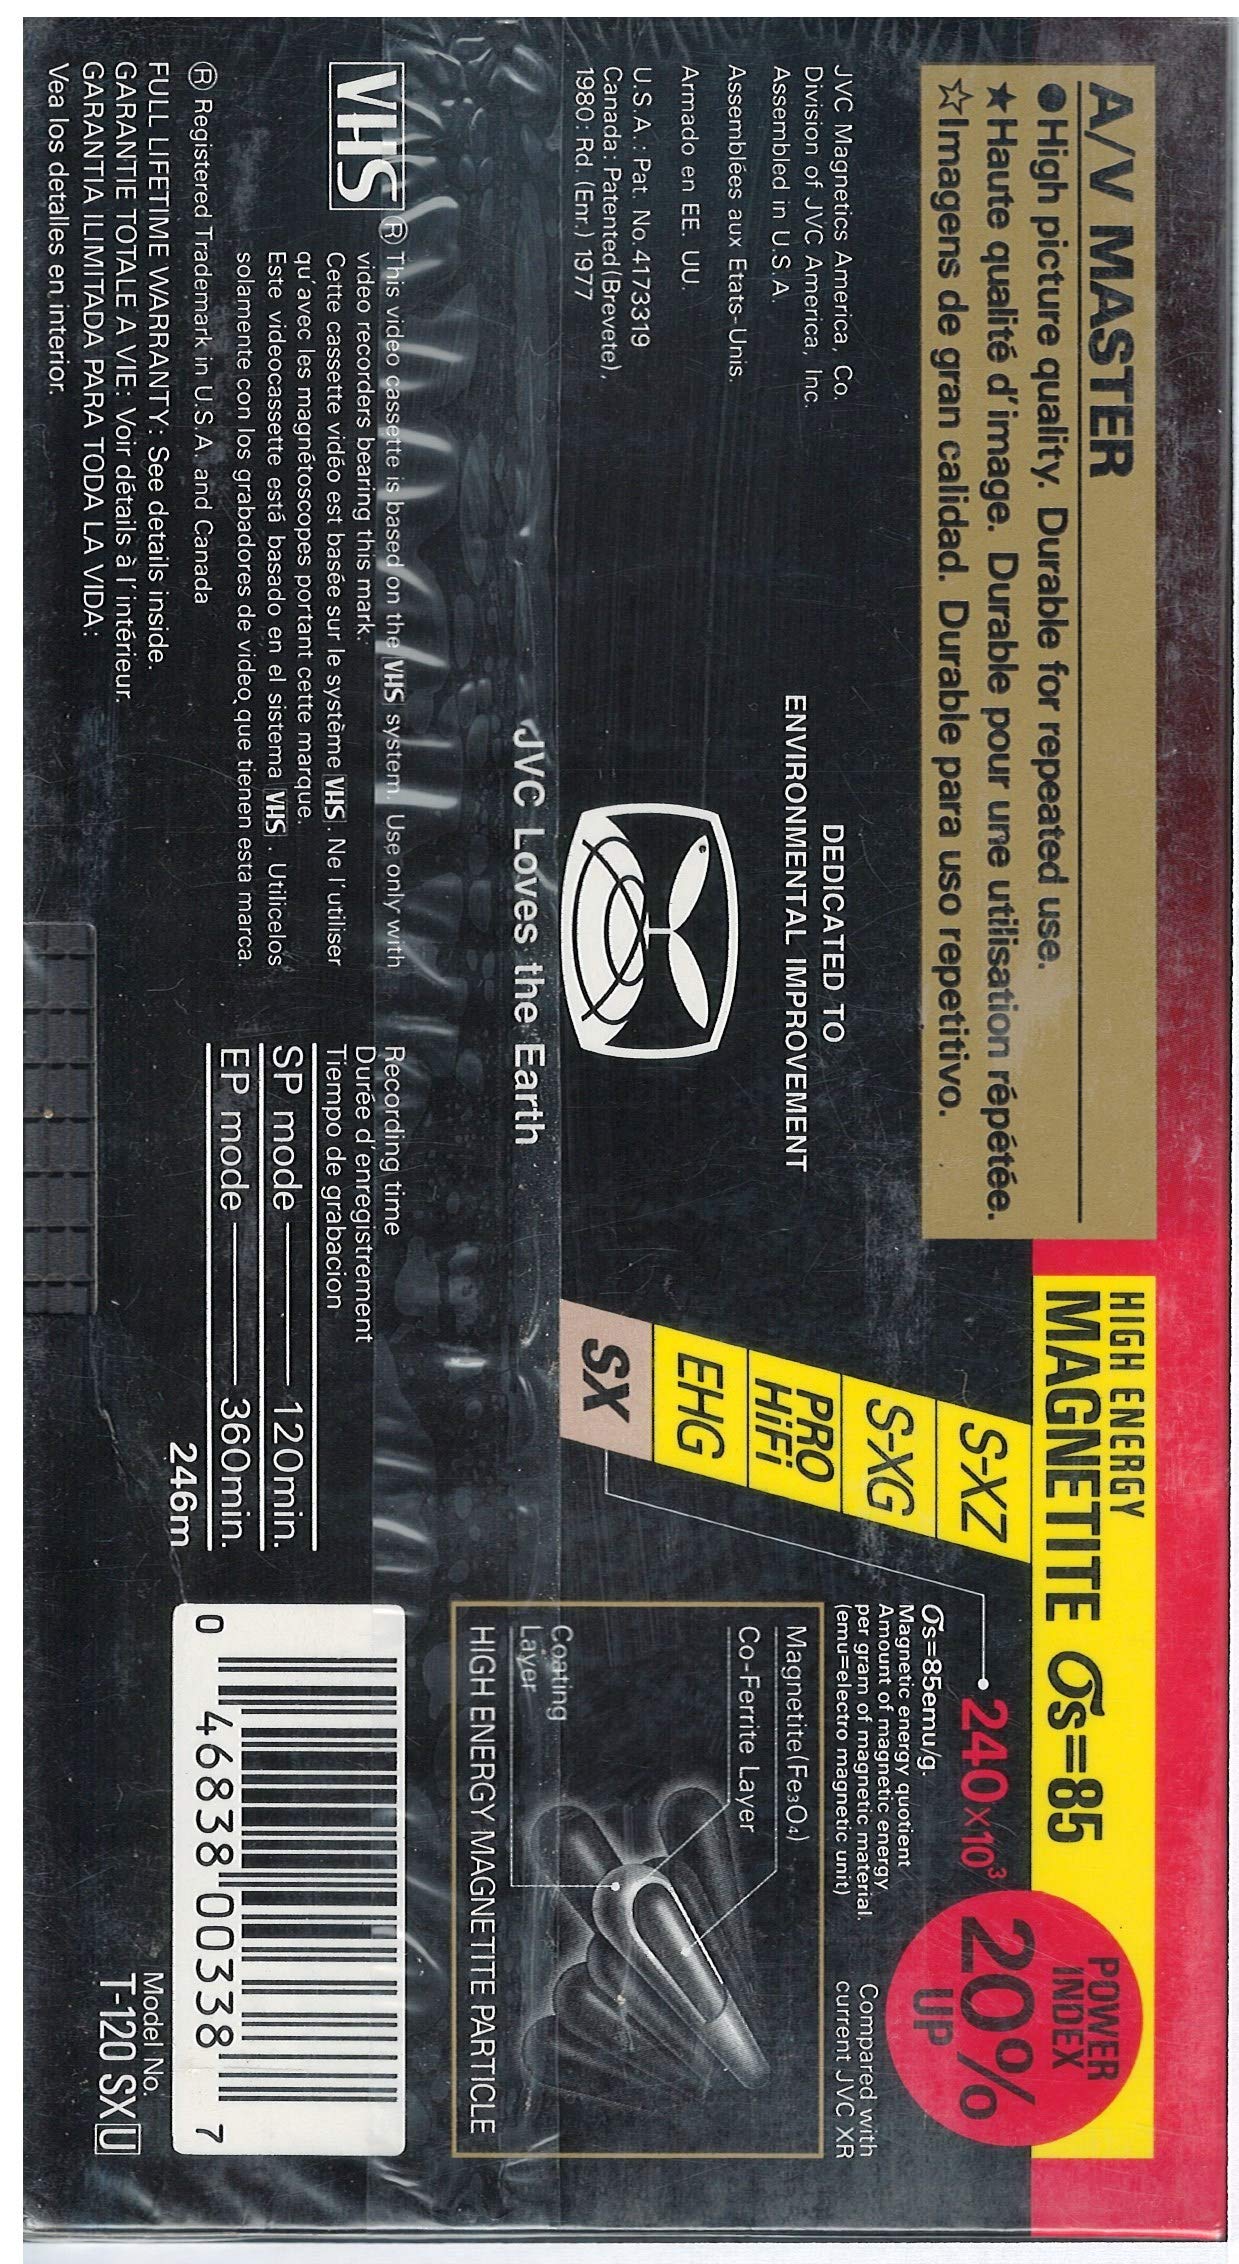 A/V MASTER
●High picture quality. Durable for repeated use.
★Haute qualité d'image. Durable pour une utilisation répétée.
☆Imagens de gran calidad. Durable para uso repetitivo.
HIGH ENERGY
MAGNETITE σs=85
POWER
INDEX
20%
UP
JVC Magnetics America, Co.
Division of JVC America, Inc.
Assembled in U.S.A.
Assemblées aux Etats-Unis.
Armado en EE. UU.
U.S.A.: Pat. No. 4173319
Canada: Patented (Brevete),
1980: Rd. (Enr.) 1977
DEDICATED TO
ENVIRONMENTAL IMPROVEMENT
JVC Loves the Earth
S-XZ
S-XG
PRO
HiFi
EHG
SX
240×10³
σs=85emu/g.
Magnetic energy quotient
Amount of magnetic energy
per gram of magnetic material.
(emu=electro magnetic unit)
Compared with
current JVC XR
Magnetite(Fe₃O₄)
Co-Ferrite Layer
Coating
Layer
HIGH ENERGY MAGNETITE PARTICLE
VHS
® This video cassette is based on the VHS system. Use only with
video recorders bearing this mark.
Cette cassette vidéo est basée sur le système VHS. Ne l'utiliser
qu'avec les magnétoscopes portant cette marque.
Este videocassette está basado en el sistema VHS. Utilicelos
solamente con los grabadores de video que tienen esta marca.
® Registered Trademark in U.S.A. and Canada
FULL LIFETIME WARRANTY: See details inside.
GARANTIE TOTALE A VIE: Voir détails à l'intérieur.
GARANTIA ILIMITADA PARA TODA LA VIDA:
Vea los detalles en interior.
Recording time
Durée d'enregistrement
Tiempo de grabacion
SP mode 120min.
EP mode 360min.
246m
0 46838 00338 7
Model No.
T-120 SX U